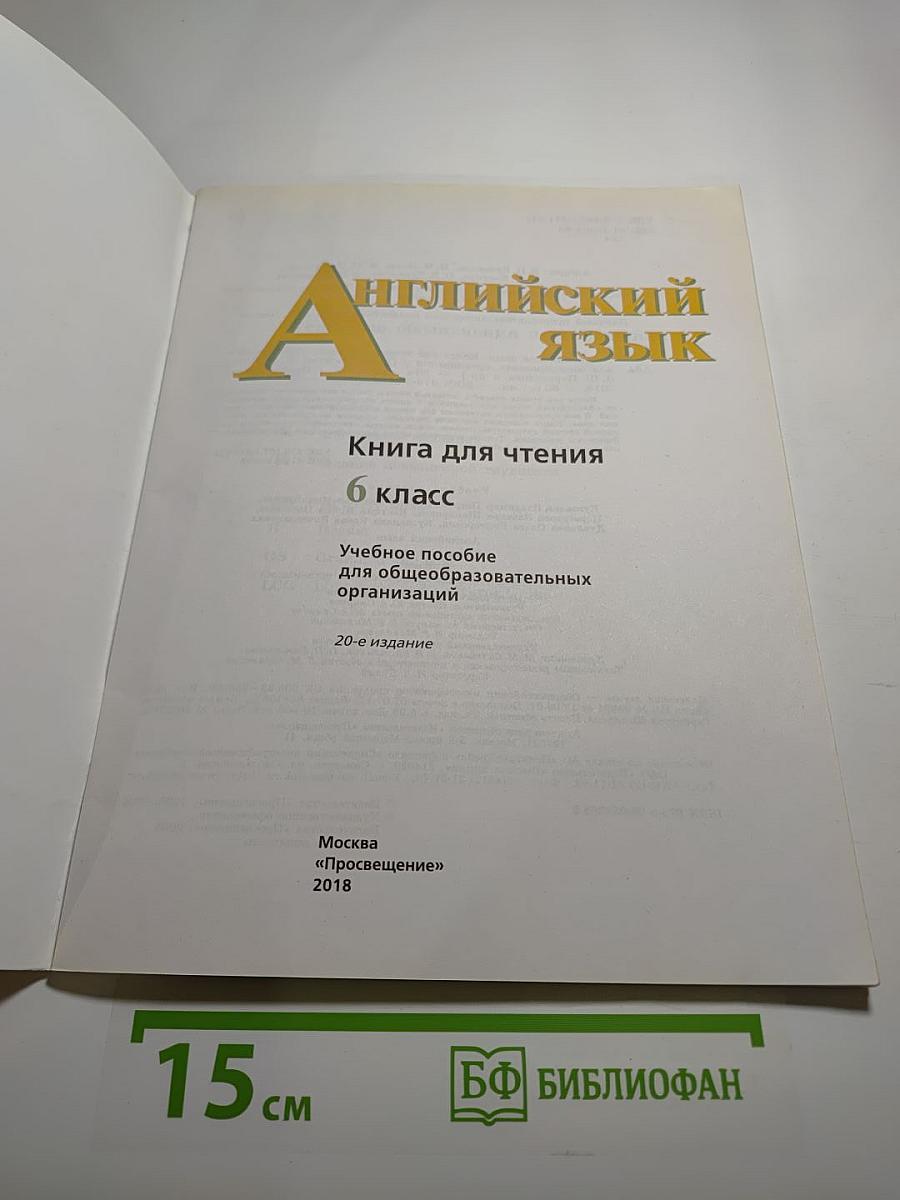 Английский
язык
Книга для чтения
6 класс
Учебное пособие
для общеобразовательных
организаций
20-е издание
Москва
«Просвещение»
2018
15 см
БФ БИБЛИОФАН